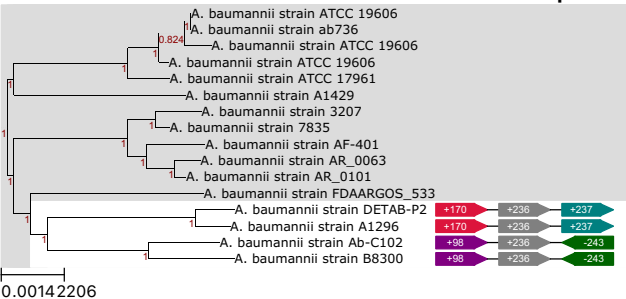 A. baumannii strain ATCC 19606
1
A. baumannii strain ab736
0.824
A. baumannii strain ATCC 19606
1
A. baumannii strain ATCC 19606
1
A. baumannii strain ATCC 17961
1
A. baumannii strain A1429
A. baumannii strain 3207
1
A. baumannii strain 7835
1
1
A. baumannii strain AF-401
1
A. baumannii strain AR_0063
1
A. baumannii strain AR_0101
A. baumannii strain FDAARGOS_533
A. baumannii strain DETAB-P2 +170 +236 +237
1
1
A. baumannii strain A1296 +170 +236 +237
1
A. baumannii strain Ab-C102 +98 +236 -243
1
A. baumannii strain B8300 +98 +236 -243
0.00142206